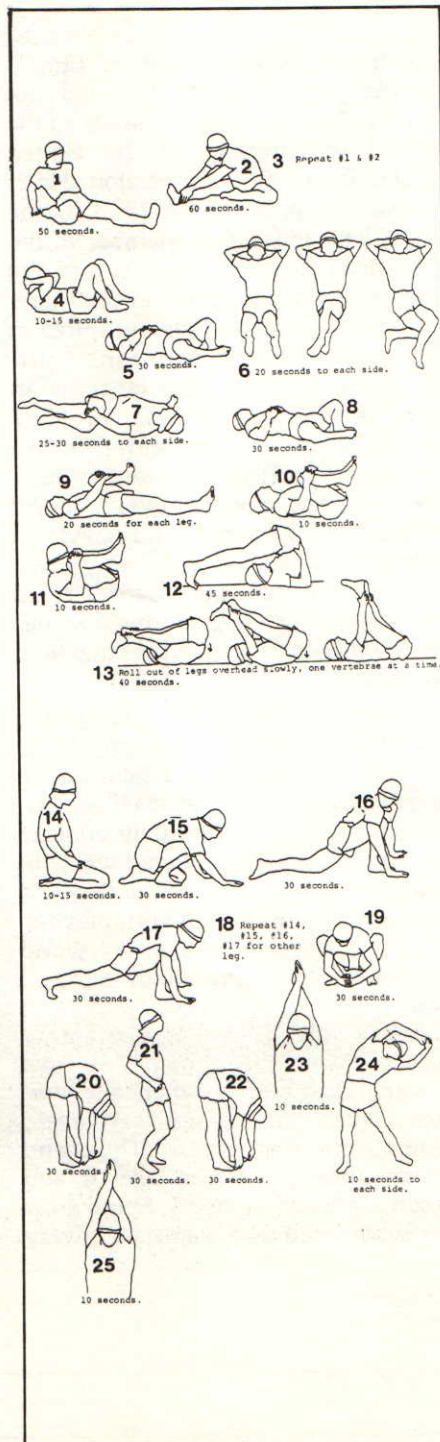 1
50 seconds.
2
60 seconds.
3 Repeat #1 & #2
4
10-15 seconds.
5 30 seconds.
6 20 seconds to each side.
7
25-30 seconds to each side.
8
30 seconds.
9
20 seconds for each leg.
10
10 seconds.
11
10 seconds.
12
45 seconds.
13 Roll out of legs overhead slowly, one vertebrae at a time.
40 seconds.
14
10-15 seconds.
15
30 seconds.
16
30 seconds.
17
30 seconds.
18 Repeat #14,
#15, #16,
#17 for other
leg.
19
30 seconds.
20
30 seconds.
21
30 seconds.
22
30 seconds.
23
10 seconds.
24
10 seconds to
each side.
25
10 seconds.